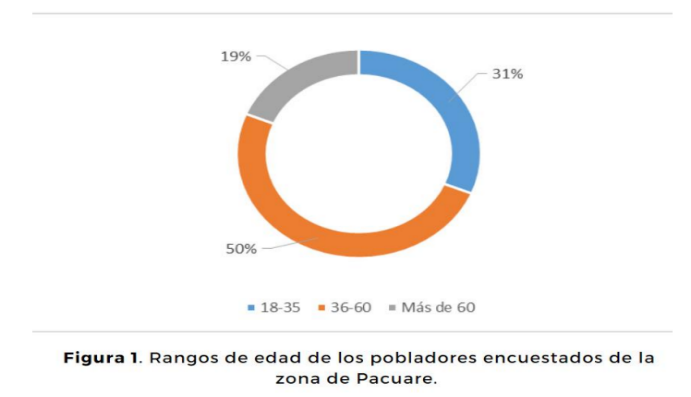 19%
31%
50%
18-35 36-60 Más de 60
Figura 1. Rangos de edad de los pobladores encuestados de la
zona de Pacuare.